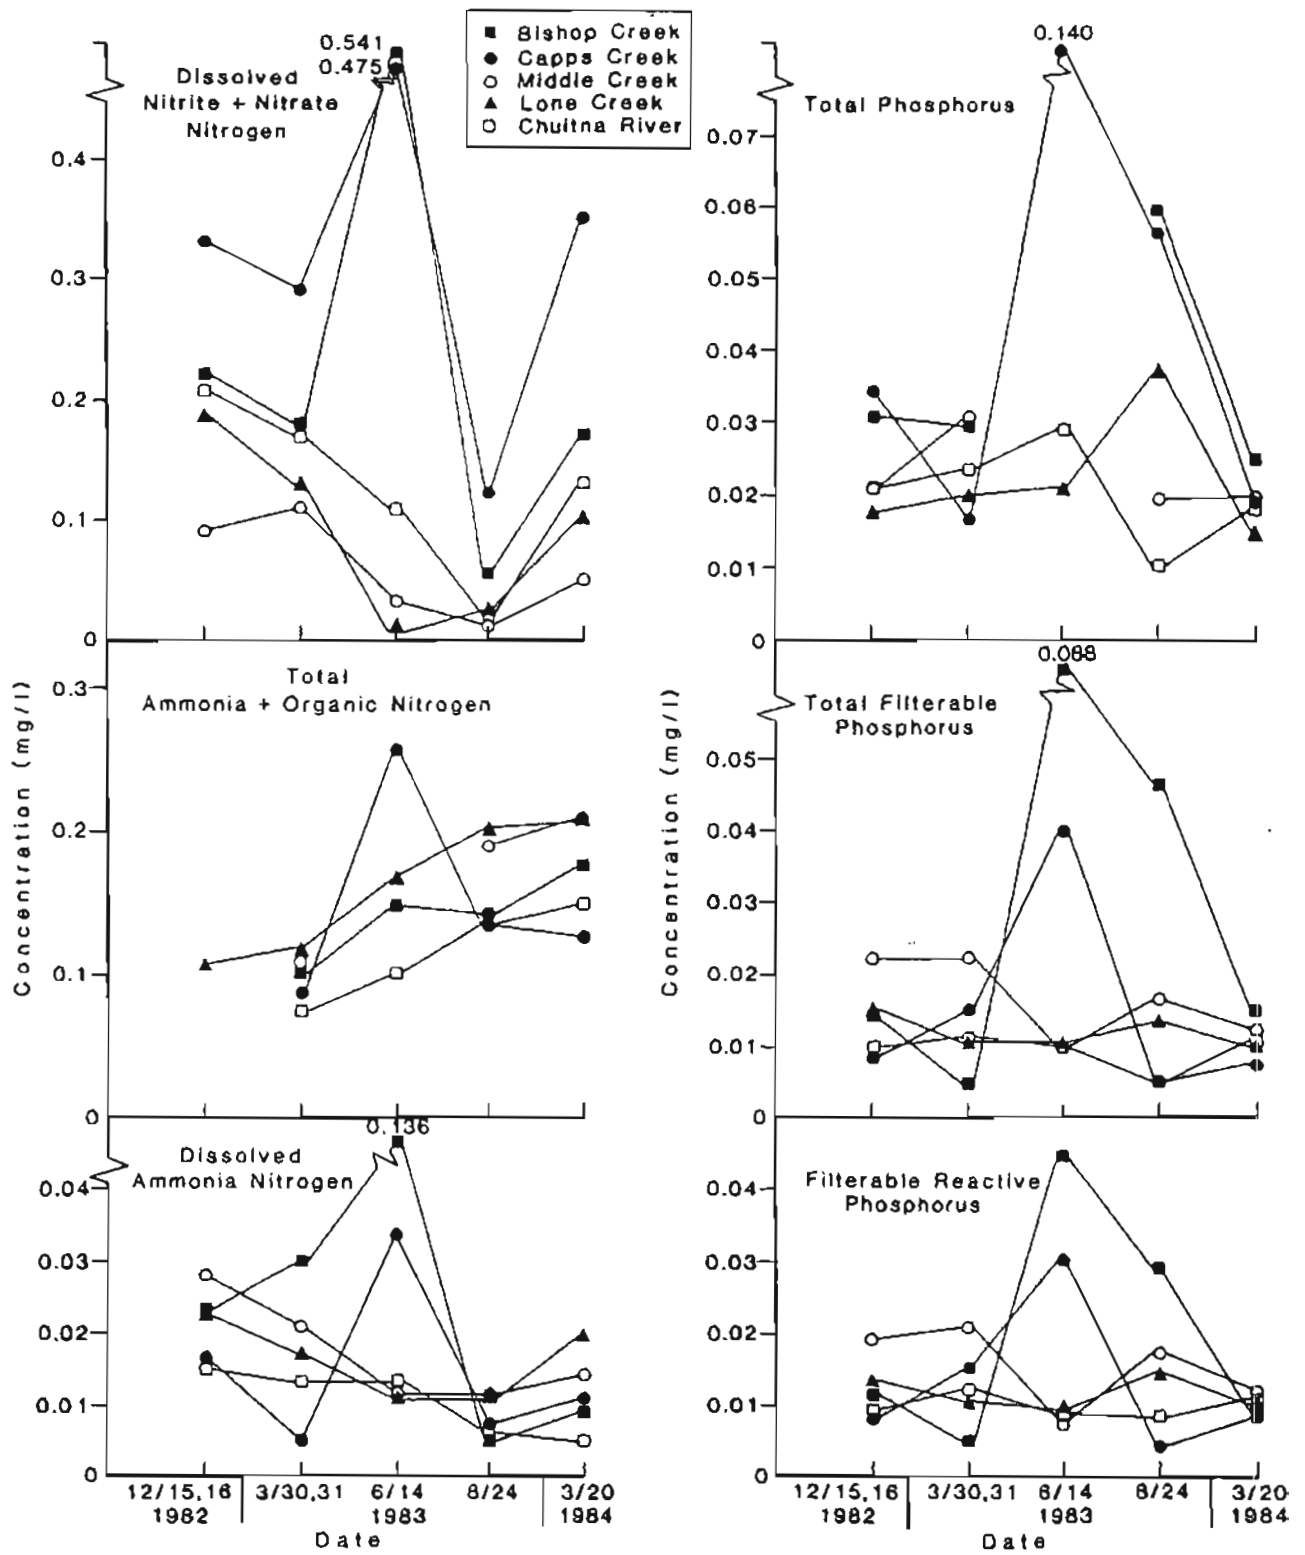 Bishop Creek
Capps Creek
Middle Creek
Lone Creek
Chuitna River
0.541
0.475
Dissolved
Nitrite + Nitrate
Nitrogen
0.4
0.3
0.2
0.1
0
0.140
Total Phosphorus
0.07
0.06
0.05
0.04
0.03
0.02
0.01
0
Concentration (mg/l)
Total
Ammonia + Organic Nitrogen
0.3
0.2
0.1
0
Concentration (mg/l)
0.088
Total Filterable
Phosphorus
0.05
0.04
0.03
0.02
0.01
0
0.136
Dissolved
Ammonia Nitrogen
0.04
0.03
0.02
0.01
0
12/15,16 3/30,31 6/14 8/24 3/20
1982 1983 1984
Date
Filterable Reactive
Phosphorus
0.04
0.03
0.02
0.01
0
12/15,16 3/30,31 6/14 8/24 3/20
1982 1983 1984
Date